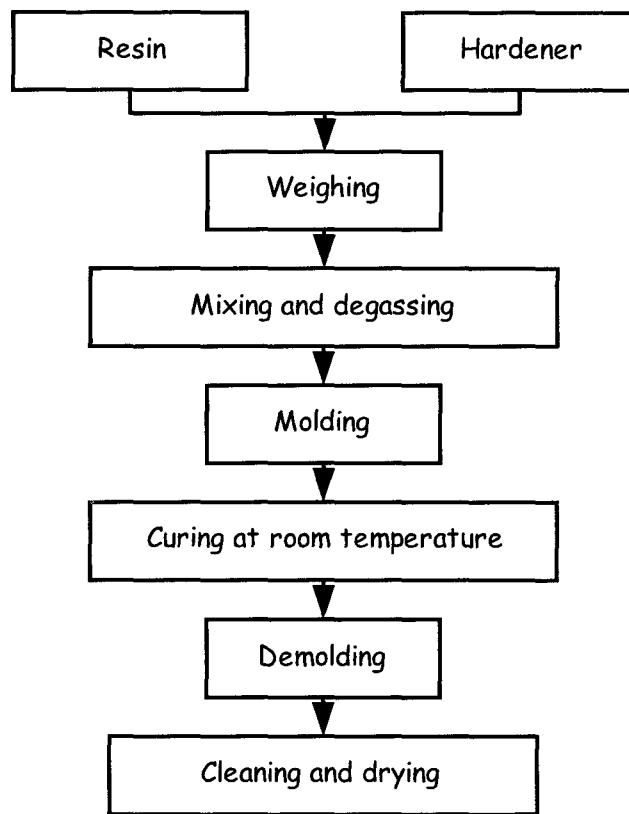 Resin
Hardener
Weighing
Mixing and degassing
Molding
Curing at room temperature
Demolding
Cleaning and drying